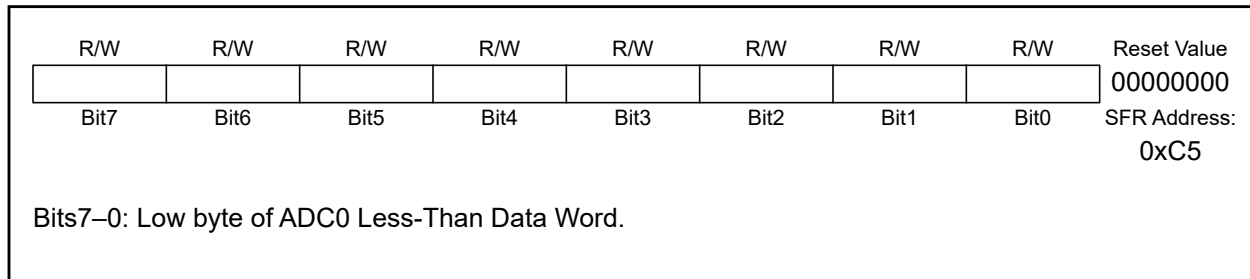 R/W R/W R/W R/W R/W R/W R/W R/W Reset Value
00000000
Bit7 Bit6 Bit5 Bit4 Bit3 Bit2 Bit1 Bit0 SFR Address:
0xC5
Bits7–0: Low byte of ADC0 Less-Than Data Word.